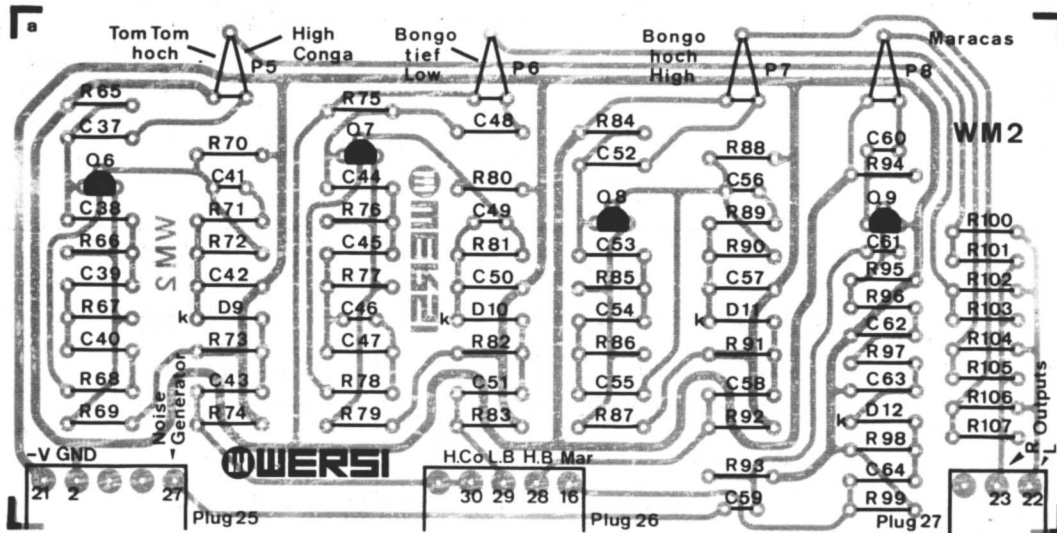 a
Tom Tom hoch
High Conga
P5
Bongo tief Low
P6
Bongo hoch High
P7
P8
Maracas
WM2
R65
C37
Q6
C38
R66
C39
R67
C40
R68
R69
R70
C41
R71
R72
C42
D9
k
R73
C43
R74
WM2
R75
Q7
C44
R76
C45
R77
C46
C47
R78
R79
C48
R80
C49
R81
C50
D10
k
R82
C51
R83
WERSI
R84
C52
Q8
C53
R85
C54
R86
C55
R87
R88
C56
R89
R90
C57
D11
k
R91
C58
R92
R93
C59
C60
R94
Q9
C61
R95
R96
C62
R97
C63
D12
k
R98
C64
R99
R100
R101
R102
R103
R104
R105
R106
R107
Noise Generator
-V GND
21 2 27
Plug 25
WERSI
H.Co L.B H.B Mar
30 29 28 16
Plug 26
Plug 27
R Outputs L
23 22